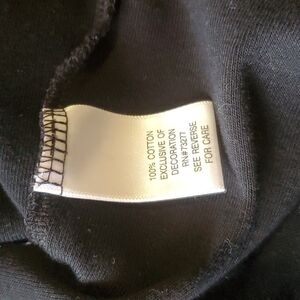 100% COTTON
EXCLUSIVE OF
DECORATION
RN#73277
SEE REVERSE
FOR CARE